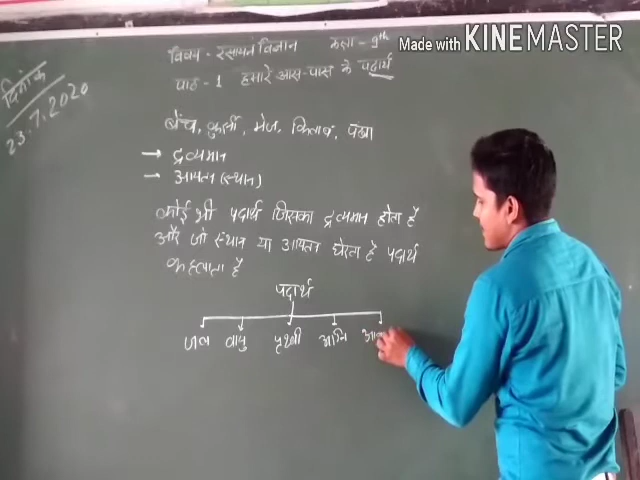 Made with KINEMASTER
दिनांक
23.7.2020
विषय - रसायन विज्ञान कक्षा - 9th
पाठ - 1 हमारे आस-पास के पदार्थ
बेंच, कुर्सी, मेज, किताब, पंखा
→ द्रव्यमान
→ आयतन (स्थान)
कोई भी पदार्थ जिसका द्रव्यमान होता है
और जो स्थान या आयतन घेरता है पदार्थ
कहलाता है
पदार्थ
जल वायु पृथ्वी अग्नि